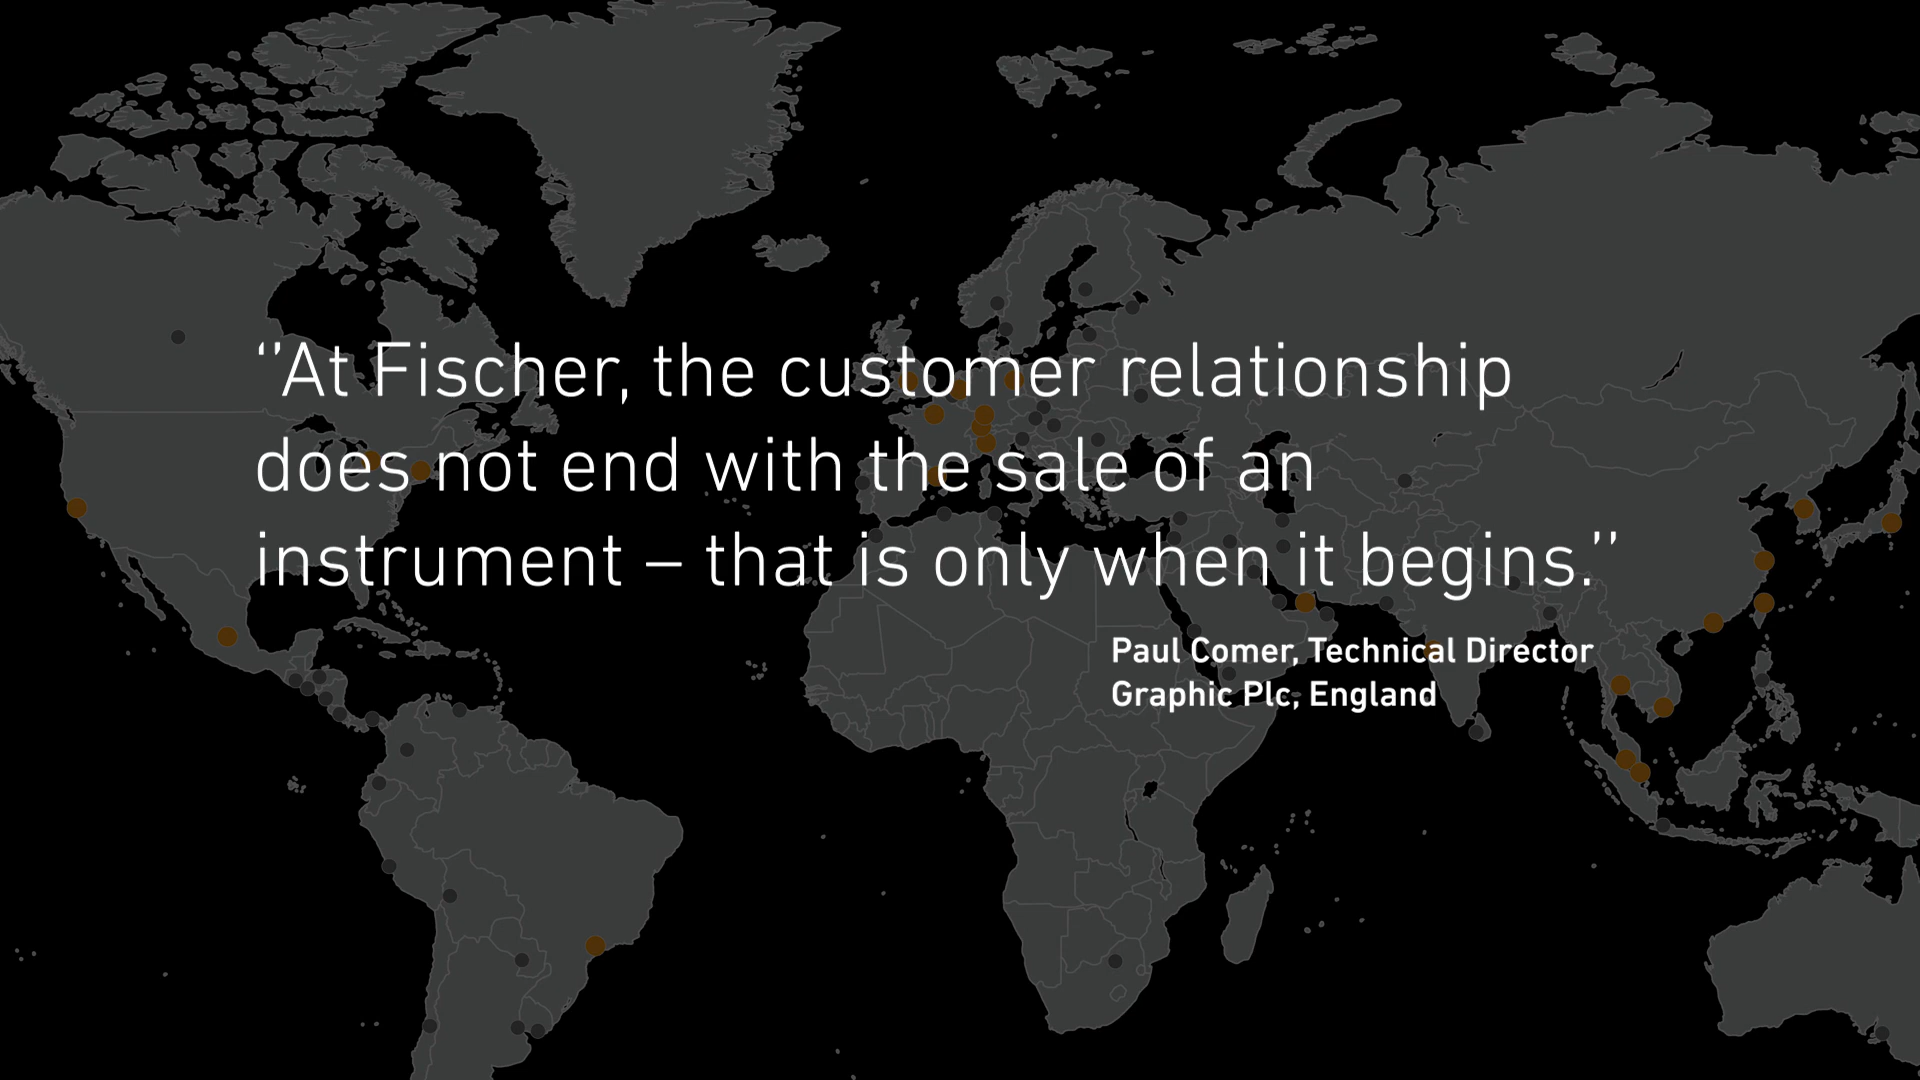 ‘’At Fischer, the customer relationship
does not end with the sale of an
instrument – that is only when it begins.’’
Paul Comer, Technical Director
Graphic Plc, England